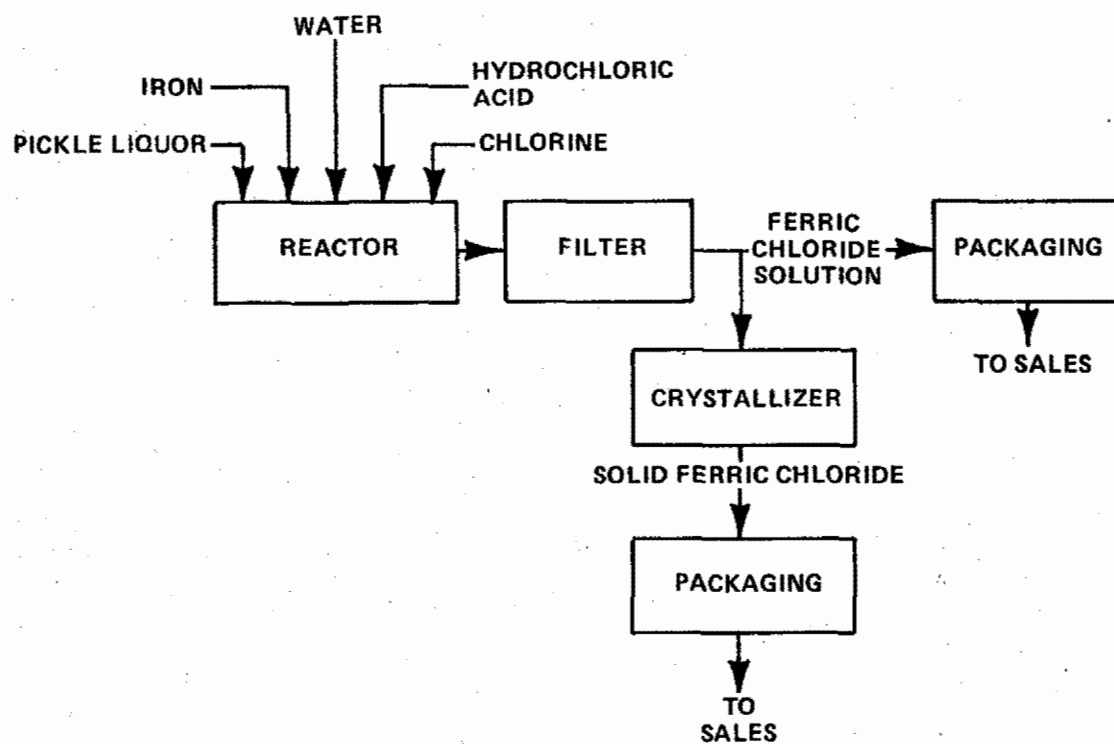 WATER
IRON
HYDROCHLORIC
ACID
PICKLE LIQUOR
CHLORINE
REACTOR
FILTER
FERRIC
CHLORIDE
SOLUTION
PACKAGING
TO SALES
CRYSTALLIZER
SOLID FERRIC CHLORIDE
PACKAGING
TO
SALES